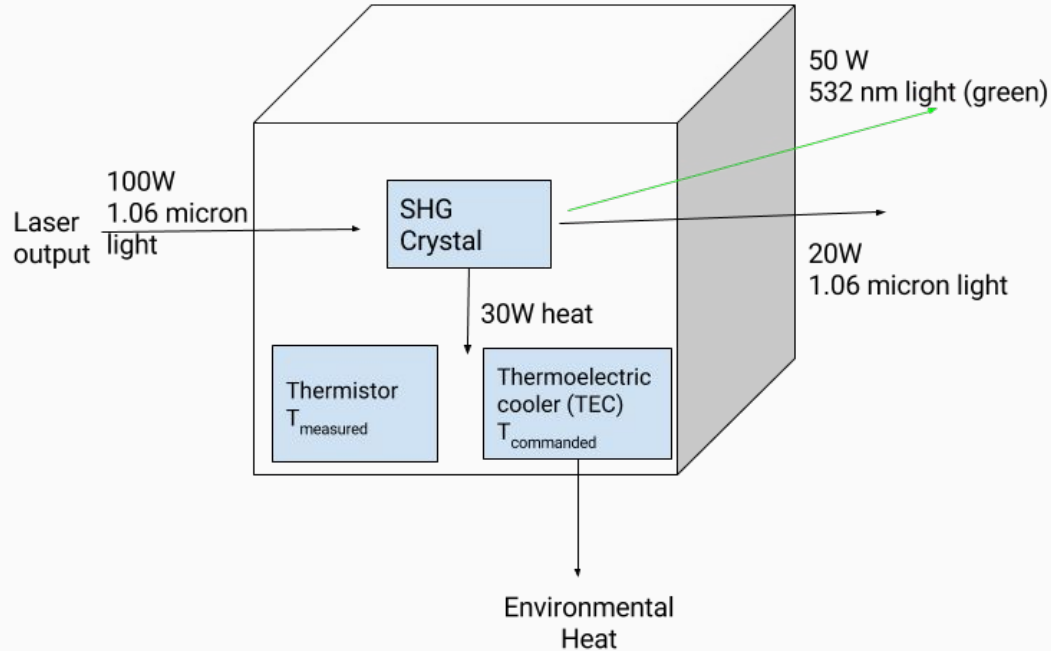 50 W
532 nm light (green)
100W
1.06 micron
light
Laser
output
SHG
Crystal
20W
1.06 micron light
30W heat
Thermistor
Tmeasured
Thermoelectric
cooler (TEC)
Tcommanded
Environmental
Heat